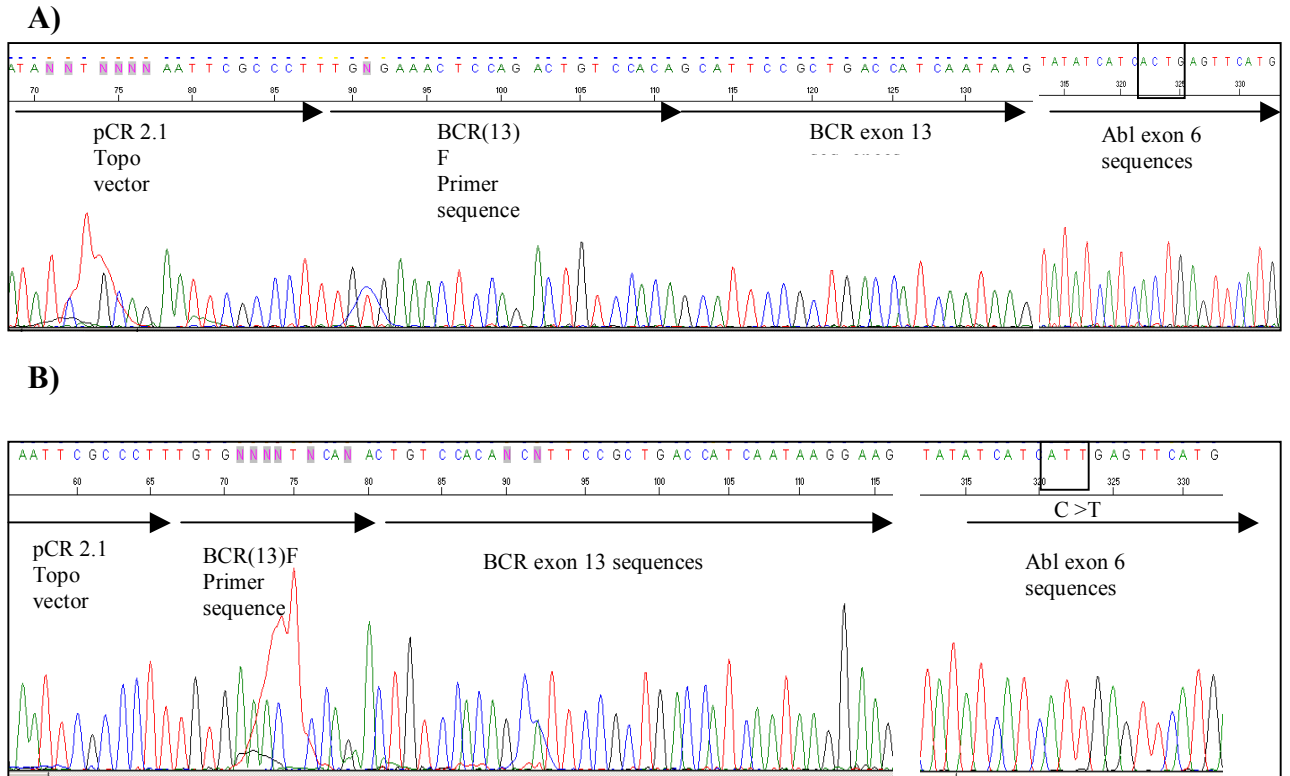 A)
ATANNTNNNNAATTCGCCCTTTGNGAAACTCCAGACTGTCCACAGCATTCCGCTGACCATCAATAAG TATATCATCACTGAGTTCATG
70 75 80 85 90 95 100 105 110 115 120 125 130 315 320 325 330
pCR 2.1
Topo
vector
BCR(13)
F
Primer
sequence
BCR exon 13
Abl exon 6
sequences
B)
AATTCGCCCTTTGTGNNNNTNCANACTGTCCACANCNTTCCGCTGACCATCAATAAGGAAG TATATCATCATTGAGTTCATG
60 65 70 75 80 85 90 95 100 105 110 115 315 320 325 330
C >T
pCR 2.1
Topo
vector
BCR(13)F
Primer
sequence
BCR exon 13 sequences
Abl exon 6
sequences